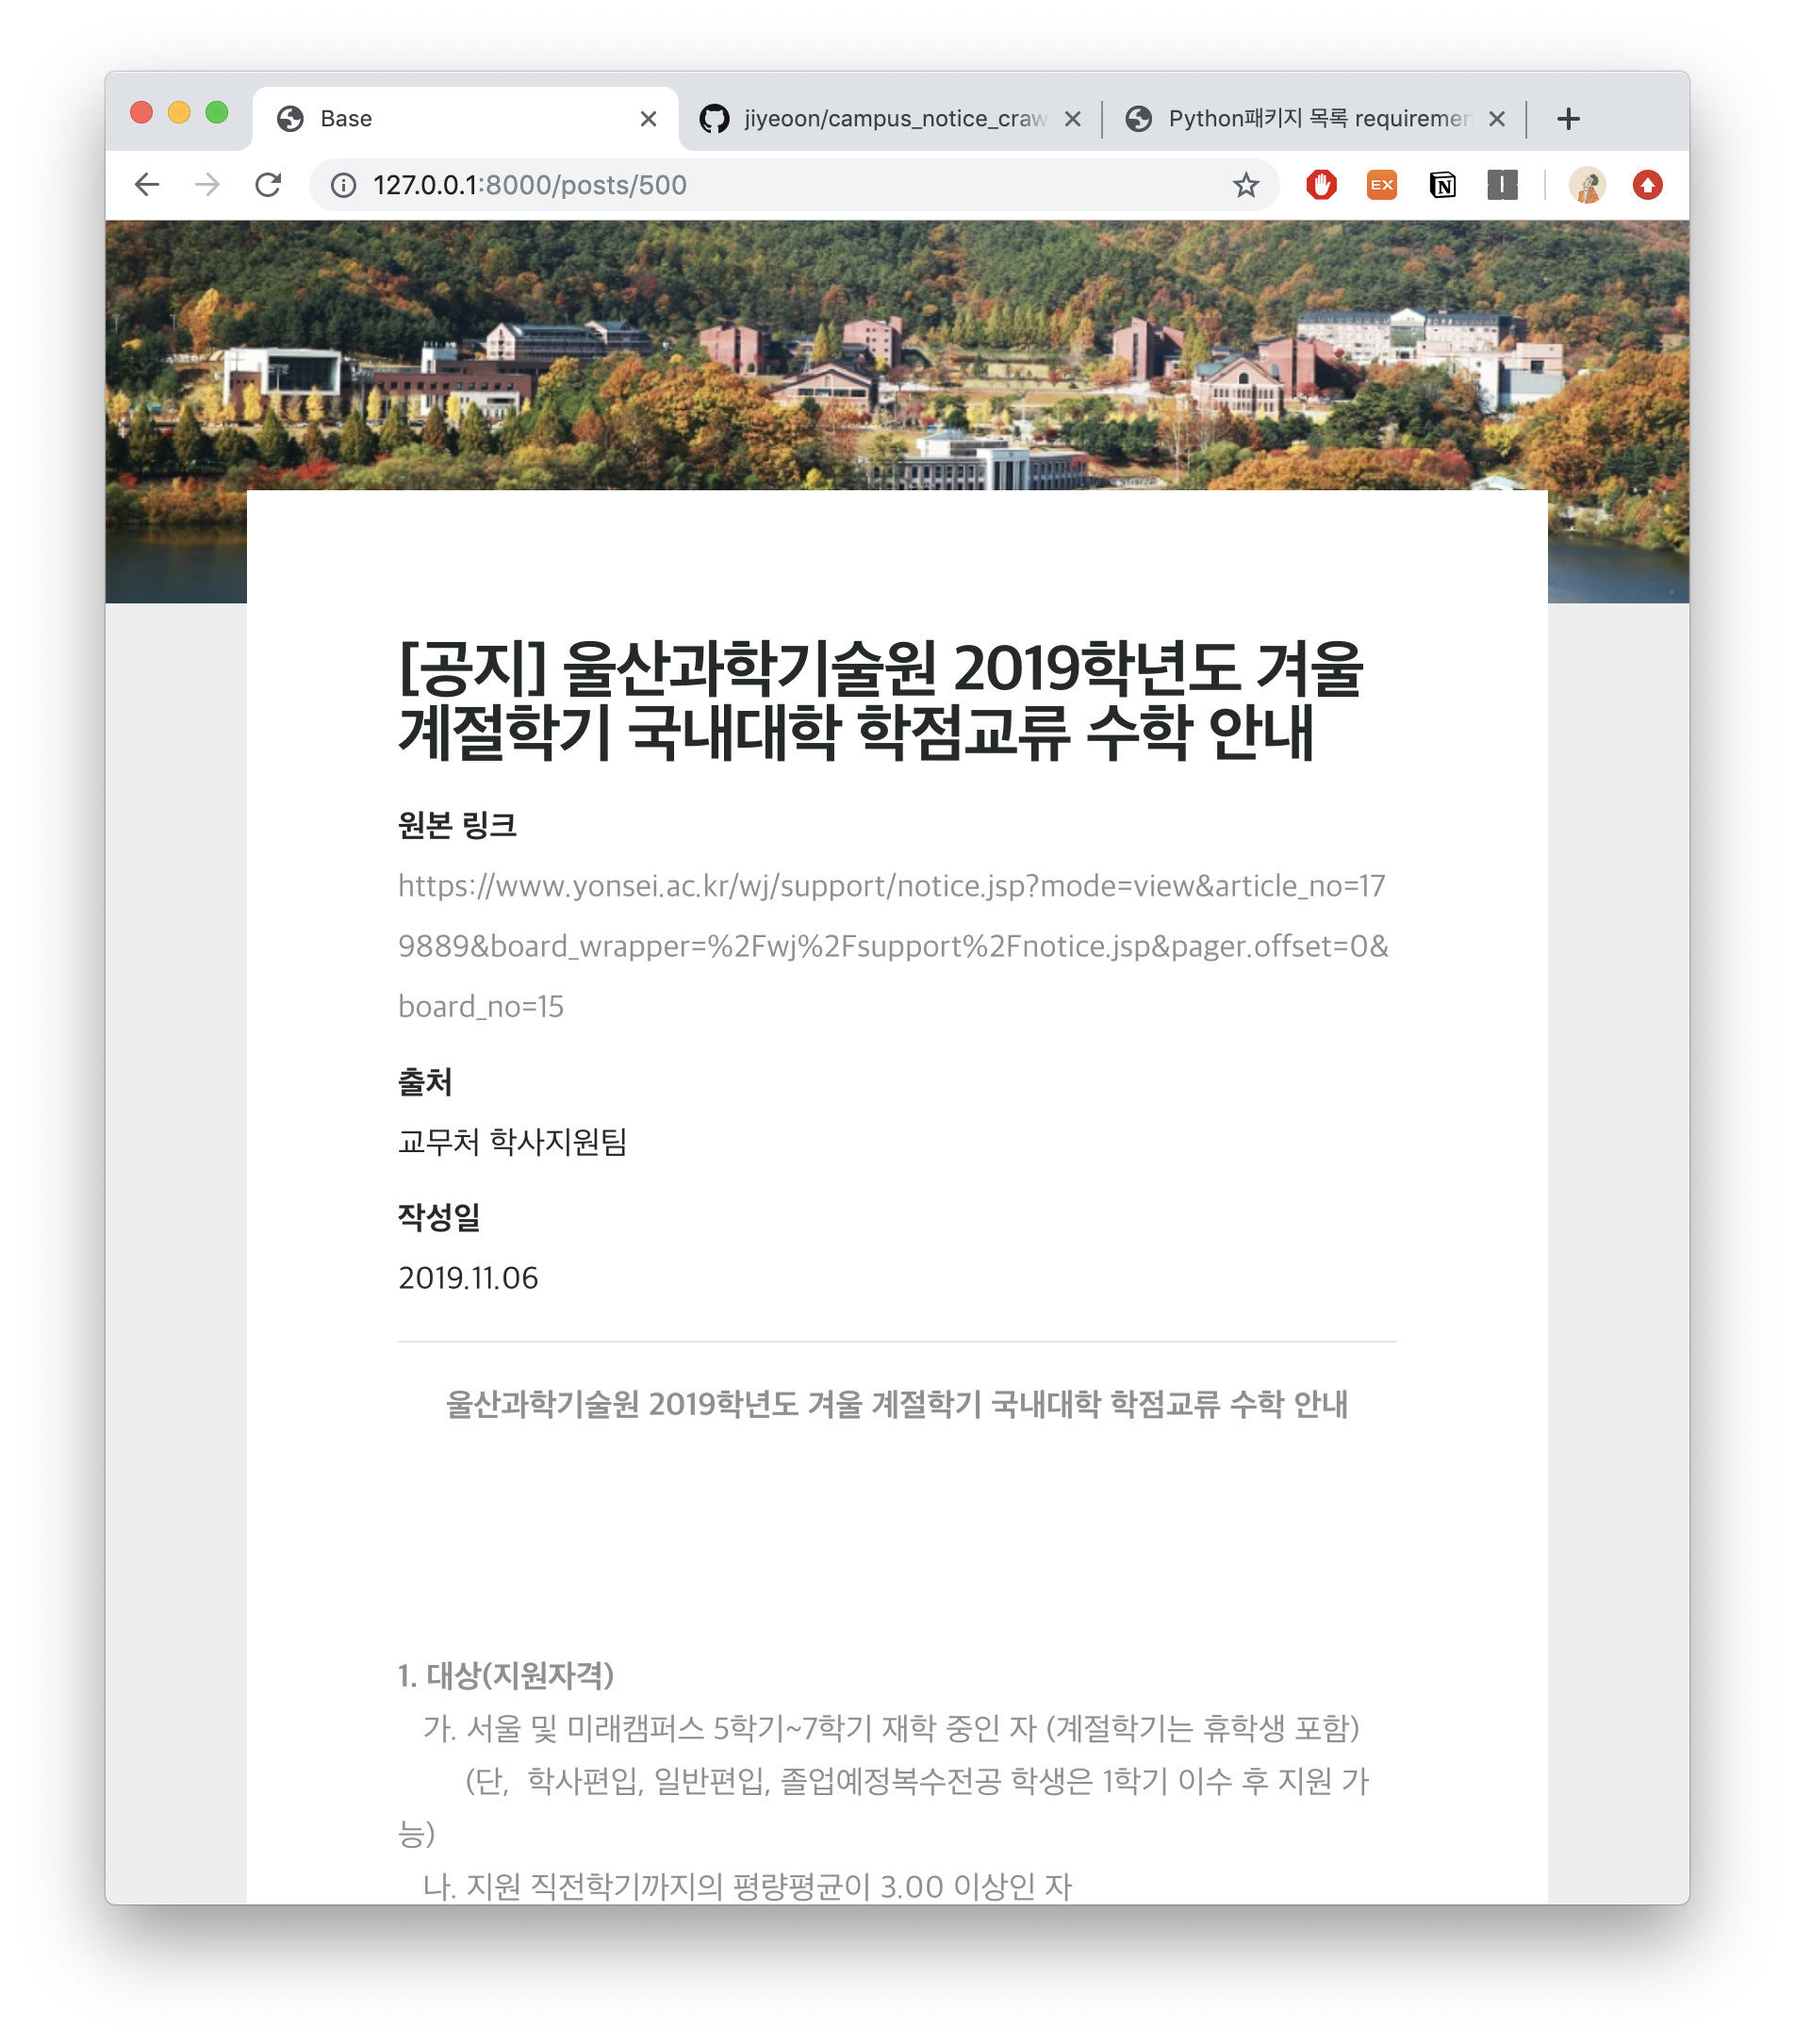 Base
jiyeoon/campus_notice_craw
Python패키지 목록 requiremen
127.0.0.1:8000/posts/500
EX
N
[공지] 울산과학기술원 2019학년도 겨울
계절학기 국내대학 학점교류 수학 안내
원본 링크
https://www.yonsei.ac.kr/wj/support/notice.jsp?mode=view&article_no=17
9889&board_wrapper=%2Fwj%2Fsupport%2Fnotice.jsp&pager.offset=0&
board_no=15
출처
교무처 학사지원팀
작성일
2019.11.06
울산과학기술원 2019학년도 겨울 계절학기 국내대학 학점교류 수학 안내
1. 대상(지원자격)
가. 서울 및 미래캠퍼스 5학기~7학기 재학 중인 자 (계절학기는 휴학생 포함)
(단, 학사편입, 일반편입, 졸업예정복수전공 학생은 1학기 이수 후 지원 가
능)
나. 지원 직전학기까지의 평량평균이 3.00 이상인 자